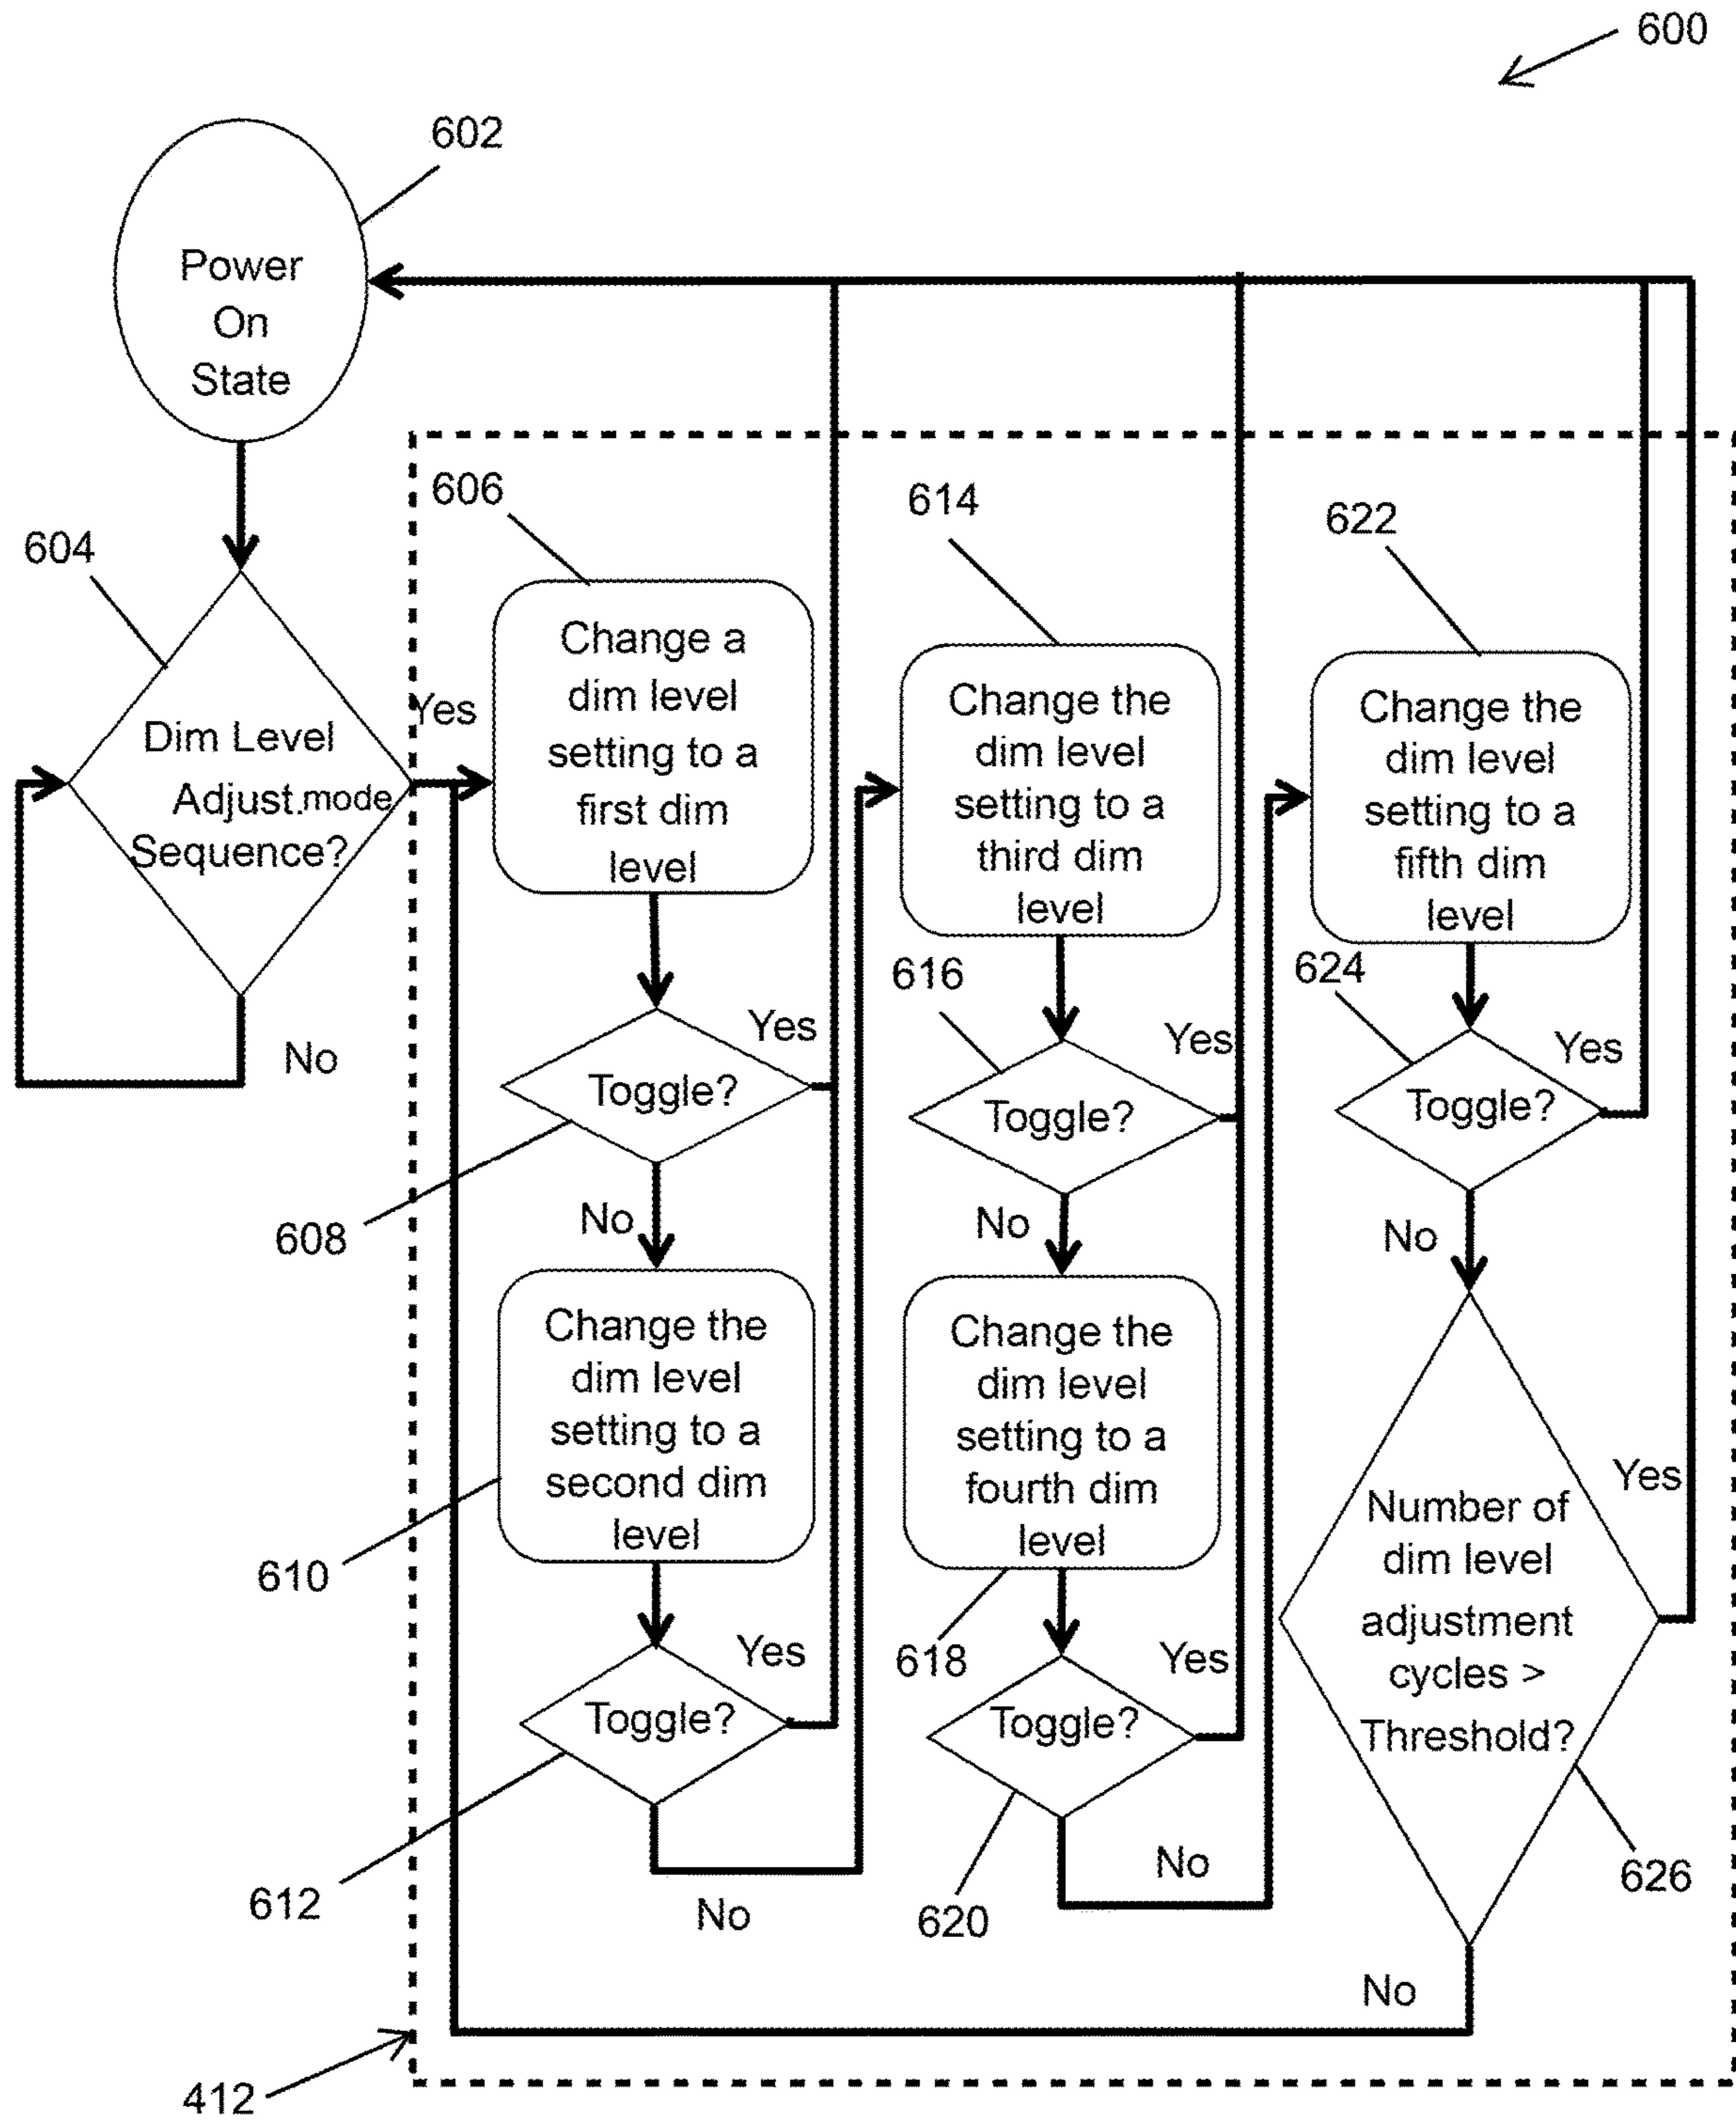 600
602
Power
On
State
604
Dim Level
Adjust.mode
Sequence?
Yes
No
606
Change a
dim level
setting to a
first dim
level
608
Toggle?
Yes
No
610
Change the
dim level
setting to a
second dim
level
612
Toggle?
Yes
No
614
Change the
dim level
setting to a
third dim
level
616
Toggle?
Yes
No
618
Change the
dim level
setting to a
fourth dim
level
620
Toggle?
Yes
No
622
Change the
dim level
setting to a
fifth dim
level
624
Toggle?
Yes
No
626
Number of
dim level
adjustment
cycles >
Threshold?
Yes
No
412